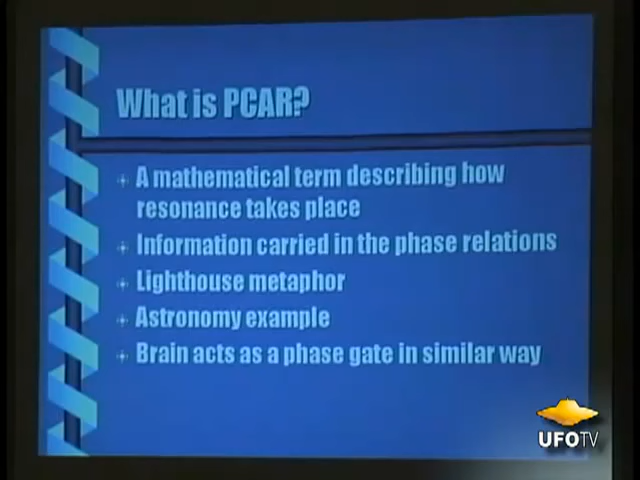 What is PCAR?
A mathematical term describing how
resonance takes place
Information carried in the phase relations
Lighthouse metaphor
Astronomy example
Brain acts as a phase gate in similar way
UFOTV